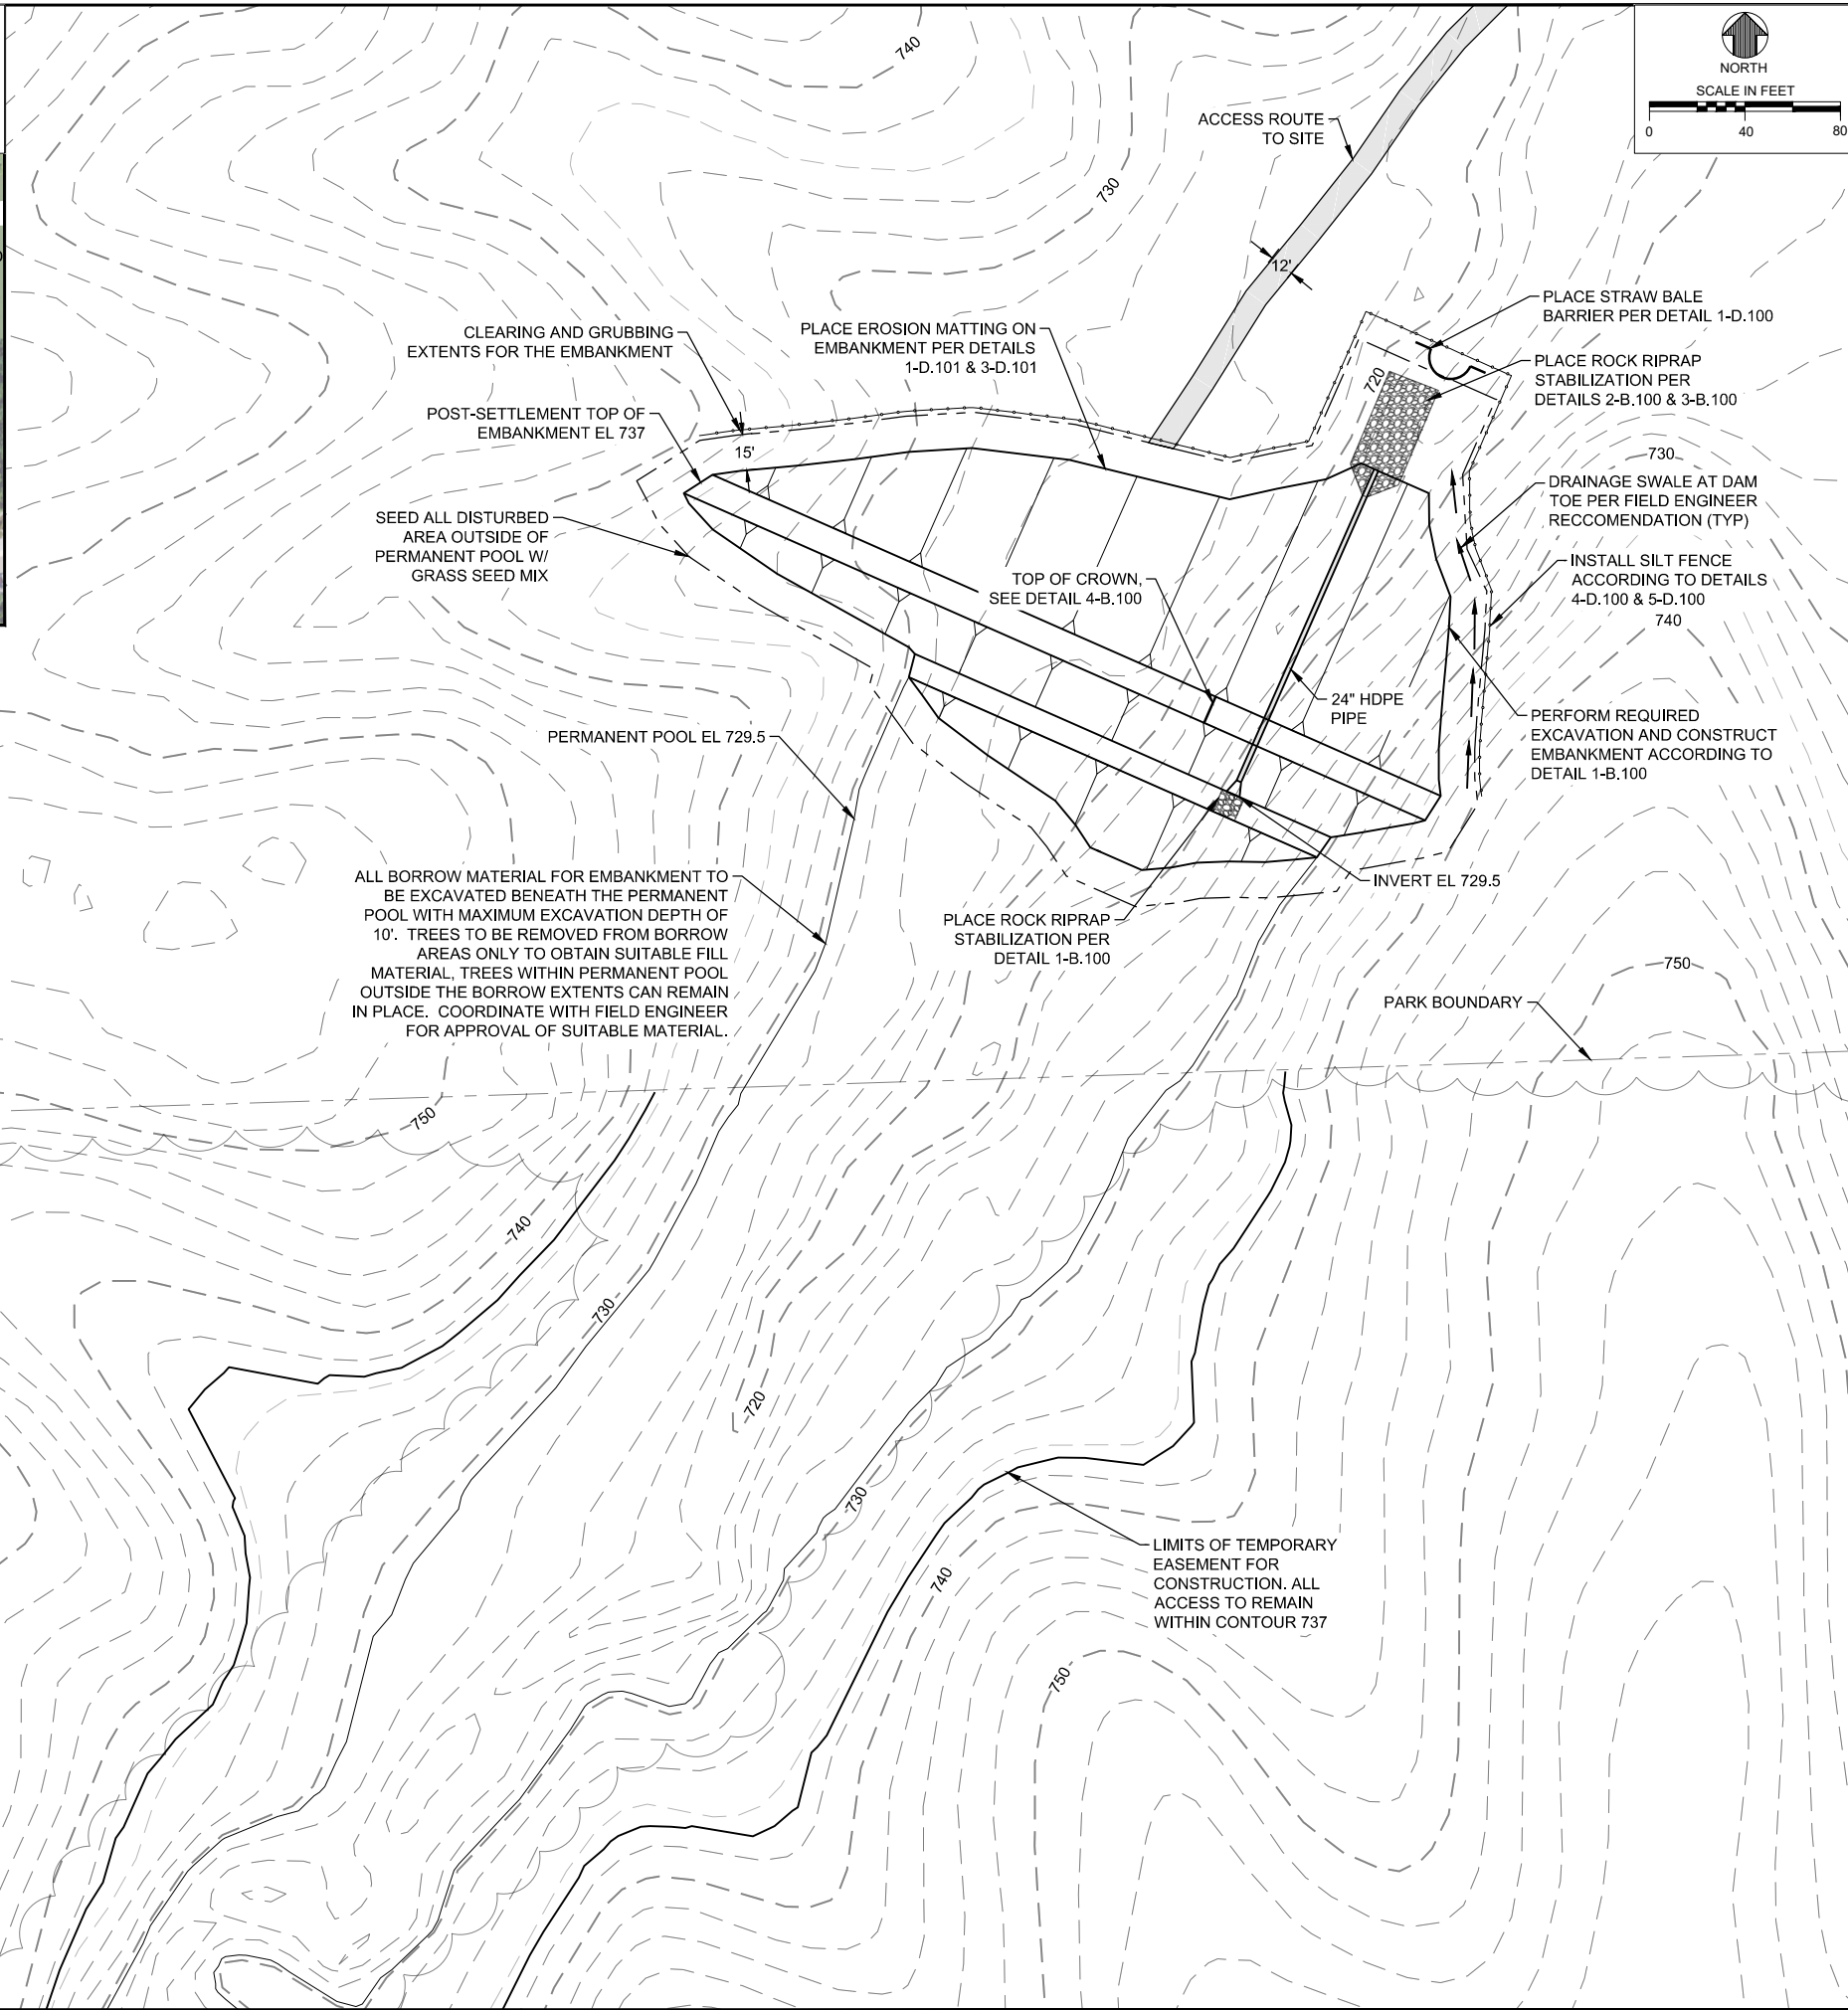 740
NORTH
SCALE IN FEET
0 40 80
ACCESS ROUTE
TO SITE
730
12'
PLACE STRAW BALE
BARRIER PER DETAIL 1-D.100
CLEARING AND GRUBBING
EXTENTS FOR THE EMBANKMENT
PLACE EROSION MATTING ON
EMBANKMENT PER DETAILS
1-D.101 & 3-D.101
PLACE ROCK RIPRAP
STABILIZATION PER
DETAILS 2-B.100 & 3-B.100
720
POST-SETTLEMENT TOP OF
EMBANKMENT EL 737
15'
730
DRAINAGE SWALE AT DAM
TOE PER FIELD ENGINEER
RECCOMENDATION (TYP)
SEED ALL DISTURBED
AREA OUTSIDE OF
PERMANENT POOL W/
GRASS SEED MIX
INSTALL SILT FENCE
ACCORDING TO DETAILS
4-D.100 & 5-D.100
740
TOP OF CROWN,
SEE DETAIL 4-B.100
24" HDPE
PIPE
PERFORM REQUIRED
EXCAVATION AND CONSTRUCT
EMBANKMENT ACCORDING TO
DETAIL 1-B.100
PERMANENT POOL EL 729.5
ALL BORROW MATERIAL FOR EMBANKMENT TO
BE EXCAVATED BENEATH THE PERMANENT
POOL WITH MAXIMUM EXCAVATION DEPTH OF
10'. TREES TO BE REMOVED FROM BORROW
AREAS ONLY TO OBTAIN SUITABLE FILL
MATERIAL, TREES WITHIN PERMANENT POOL
OUTSIDE THE BORROW EXTENTS CAN REMAIN
IN PLACE. COORDINATE WITH FIELD ENGINEER
FOR APPROVAL OF SUITABLE MATERIAL.
INVERT EL 729.5
PLACE ROCK RIPRAP
STABILIZATION PER
DETAIL 1-B.100
750
PARK BOUNDARY
750
740
730
720
730
740
LIMITS OF TEMPORARY
EASEMENT FOR
CONSTRUCTION. ALL
ACCESS TO REMAIN
WITHIN CONTOUR 737
750